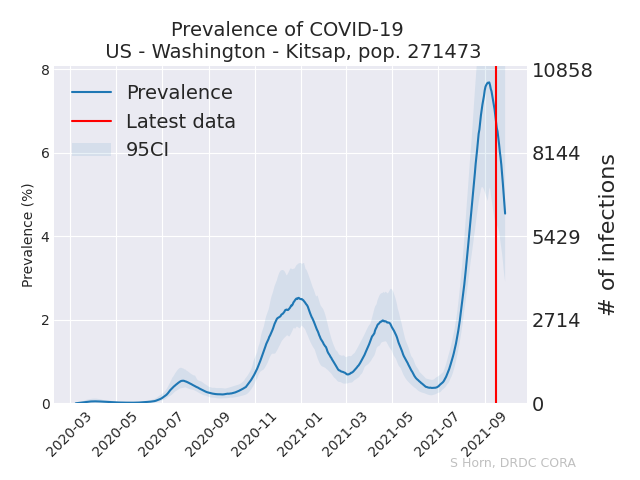 Prevalence of COVID-19
US - Washington - Kitsap, pop. 271473
Prevalence
Latest data
95CI
Prevalence (%)
8
6
4
2
0
10858
8144
5429
2714
0
# of infections
2020-03
2020-05
2020-07
2020-09
2020-11
2021-01
2021-03
2021-05
2021-07
2021-09
S Horn, DRDC CORA